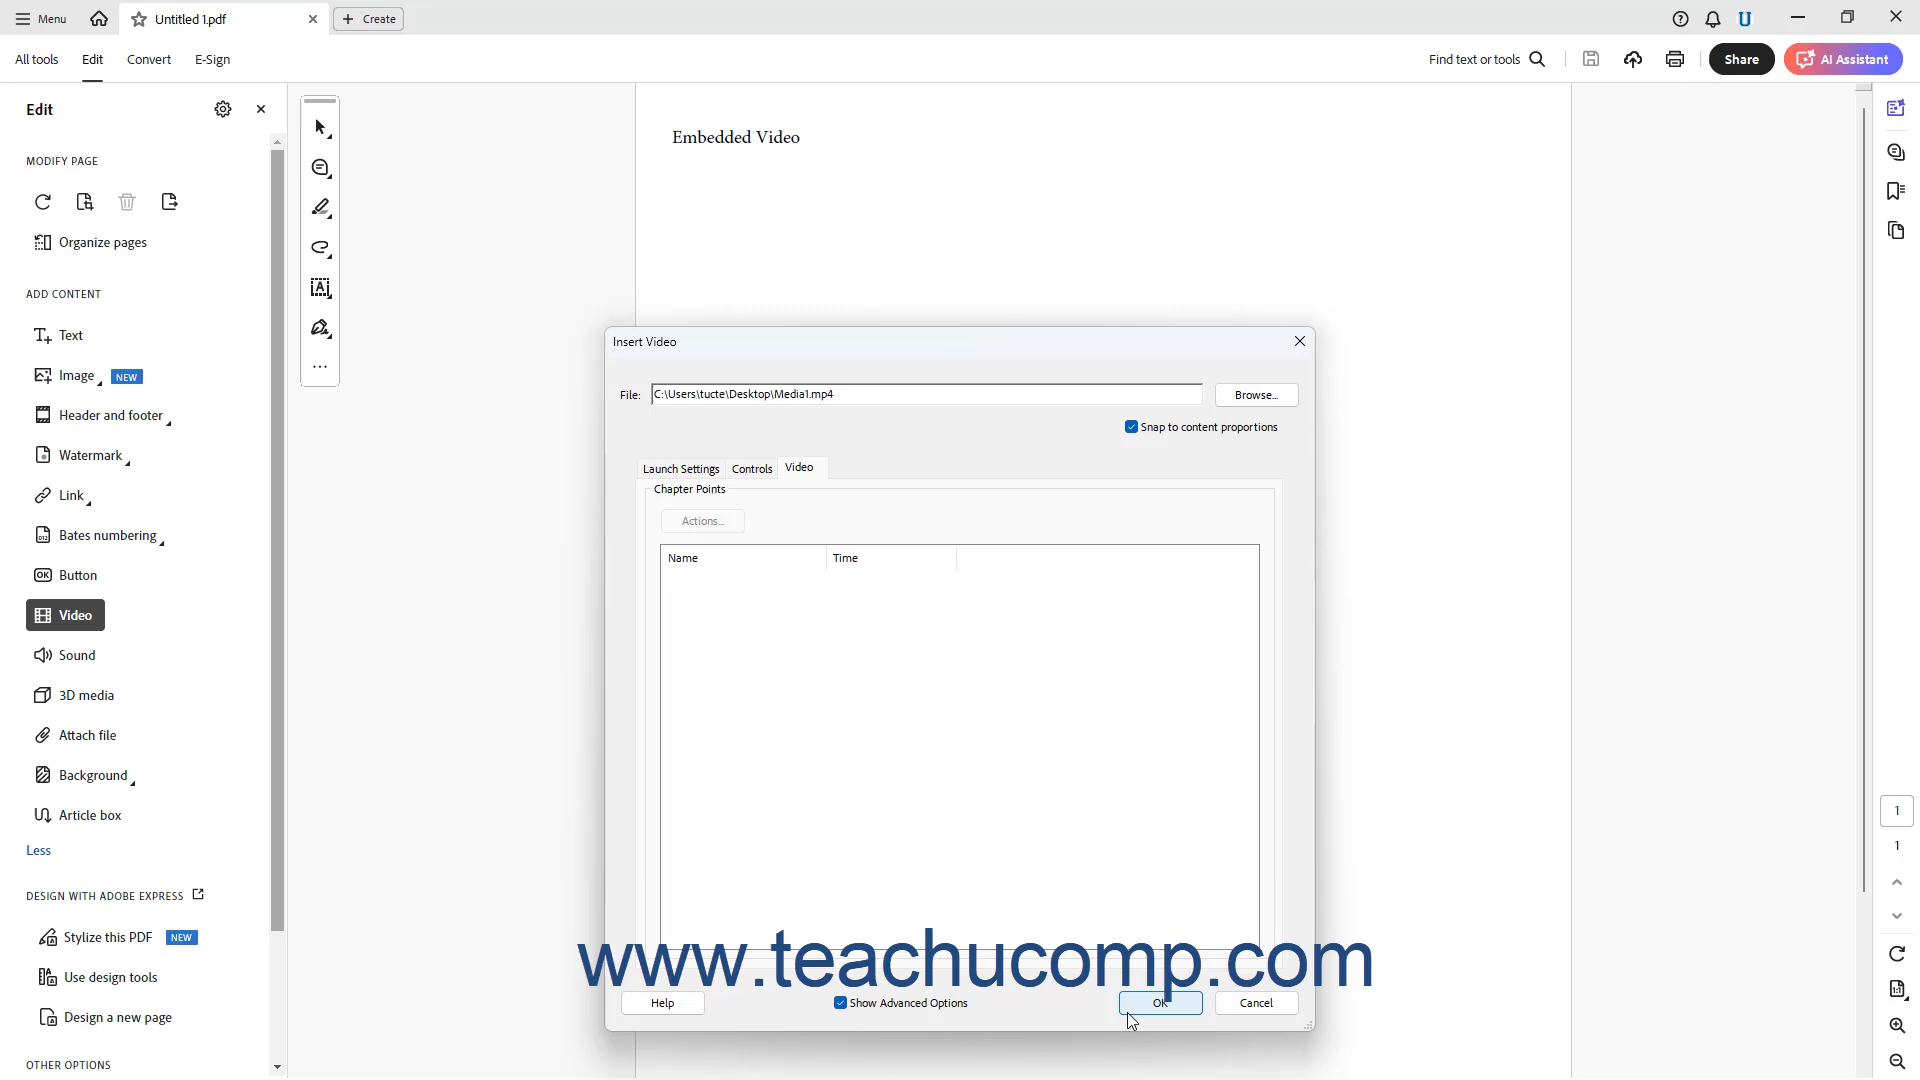 Menu
Untitled 1.pdf
Create
All tools
Edit
Convert
E-Sign
Find text or tools
Share
AI Assistant
Edit
MODIFY PAGE
Organize pages
ADD CONTENT
Text
Image
NEW
Header and footer
Watermark
Link
Bates numbering
Button
Video
Sound
3D media
Attach file
Background
Article box
Less
DESIGN WITH ADOBE EXPRESS
Stylize this PDF
NEW
Use design tools
Design a new page
OTHER OPTIONS
Embedded Video
Insert Video
File:
C:\Users\tucte\Desktop\Media1.mp4
Browse...
Snap to content proportions
Launch Settings
Controls
Video
Chapter Points
Actions...
Name
Time
www.teachucomp.com
Help
Show Advanced Options
OK
Cancel
1
1